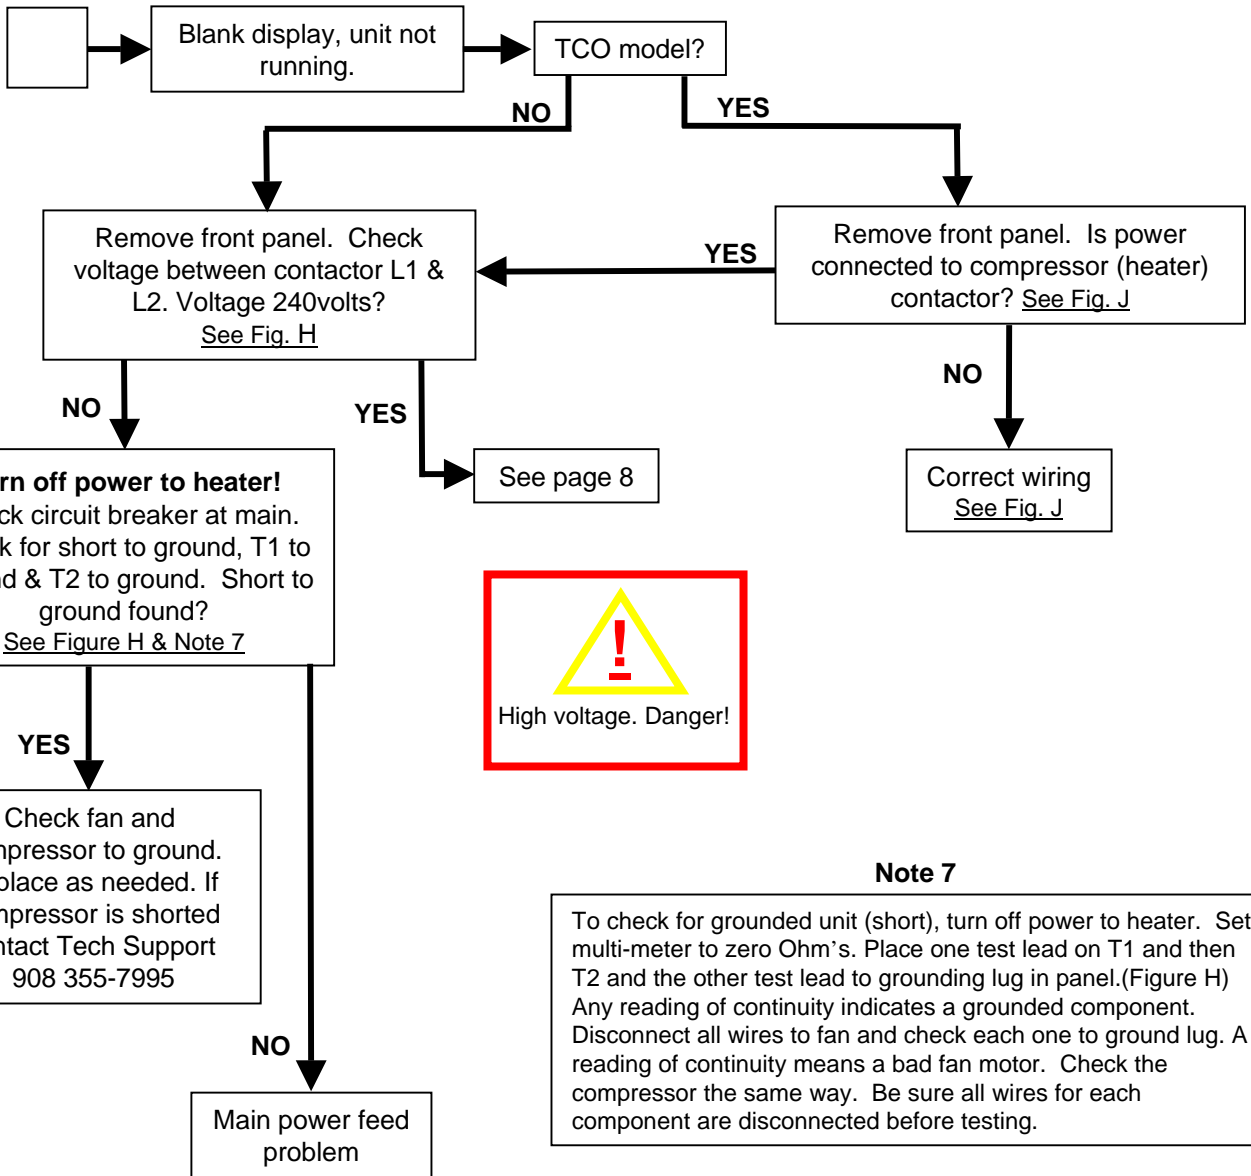 Blank display, unit not
running.
TCO model?
NO
YES
Remove front panel. Check
voltage between contactor L1 &
L2. Voltage 240volts?
See Fig. H
YES
Remove front panel. Is power
connected to compressor (heater)
contactor? See Fig. J
NO
YES
NO
rn off power to heater!
ck circuit breaker at main.
k for short to ground, T1 to
nd & T2 to ground. Short to
ground found?
See Figure H & Note 7
See page 8
Correct wiring
See Fig. J
!
High voltage. Danger!
YES
Check fan and
mpressor to ground.
place as needed. If
mpressor is shorted
ntact Tech Support
908 355-7995
NO
Main power feed
problem
Note 7
To check for grounded unit (short), turn off power to heater. Set
multi-meter to zero Ohm's. Place one test lead on T1 and then
T2 and the other test lead to grounding lug in panel.(Figure H)
Any reading of continuity indicates a grounded component.
Disconnect all wires to fan and check each one to ground lug. A
reading of continuity means a bad fan motor. Check the
compressor the same way. Be sure all wires for each
component are disconnected before testing.